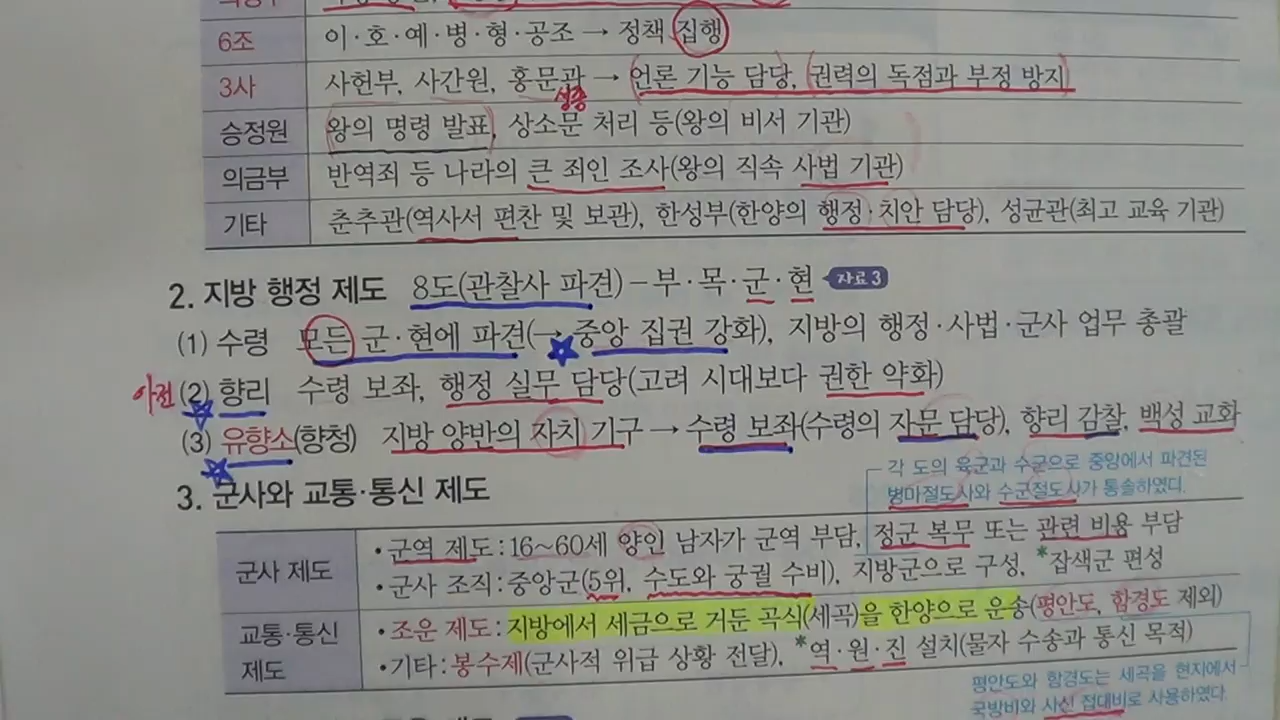 6조 이·호·예·병·형·공조 → 정책 집행
3사 사헌부, 사간원, 홍문관 → 언론 기능 담당, 권력의 독점과 부정 방지
성종
승정원 왕의 명령 발표, 상소문 처리 등(왕의 비서 기관)
의금부 반역죄 등 나라의 큰 죄인 조사(왕의 직속 사법 기관)
기타 춘추관(역사서 편찬 및 보관), 한성부(한양의 행정·치안 담당), 성균관(최고 교육 기관)
2. 지방 행정 제도 8도(관찰사 파견)-부·목·군·현 자료3
(1) 수령 모든 군·현에 파견(→ 중앙 집권 강화), 지방의 행정·사법·군사 업무 총괄
아전 (2) 향리 수령 보좌, 행정 실무 담당(고려 시대보다 권한 약화)
(3) 유향소(향청) 지방 양반의 자치 기구 → 수령 보좌(수령의 자문 담당), 향리 감찰, 백성 교화
각 도의 육군과 수군으로 중앙에서 파견된
병마절도사와 수군절도사가 통솔하였다.
3. 군사와 교통·통신 제도
군사 제도
•군역 제도: 16~60세 양인 남자가 군역 부담, 정군 복무 또는 관련 비용 부담
•군사 조직: 중앙군(5위, 수도와 궁궐 수비), 지방군으로 구성, *잡색군 편성
교통·통신 제도
•조운 제도: 지방에서 세금으로 거둔 곡식(세곡)을 한양으로 운송(평안도, 함경도 제외)
•기타: 봉수제(군사적 위급 상황 전달), *역·원·진 설치(물자 수송과 통신 목적)
평안도와 함경도는 세곡을 현지에서
국방비와 사신 접대비로 사용하였다.